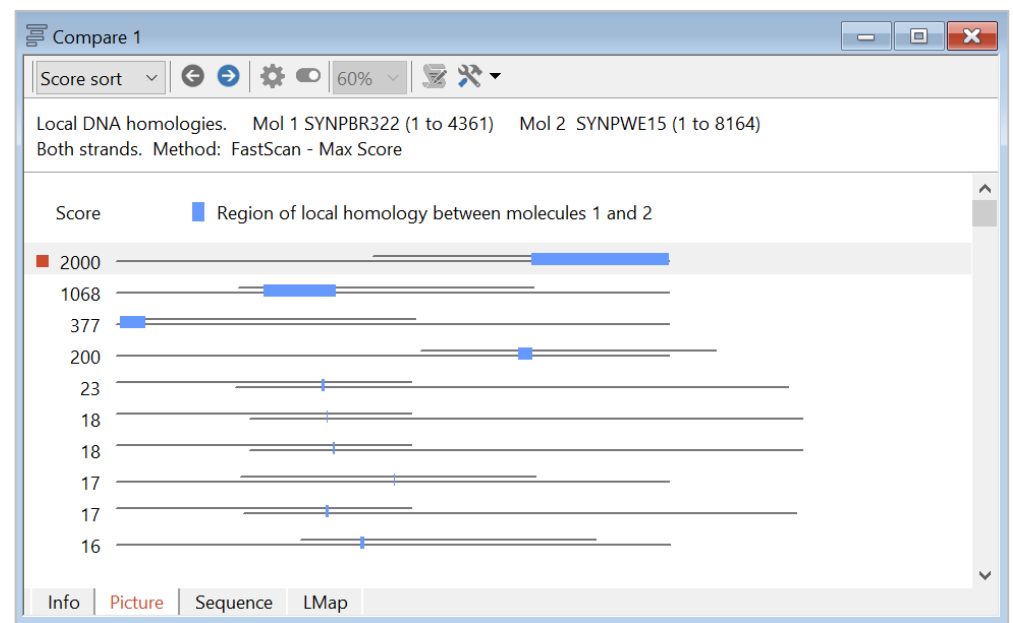 Compare 1
Score sort 60%
Local DNA homologies. Mol 1 SYNPBR322 (1 to 4361) Mol 2 SYNPWE15 (1 to 8164)
Both strands. Method: FastScan - Max Score
Score Region of local homology between molecules 1 and 2
2000
1068
377
200
23
18
18
17
17
16
Info Picture Sequence LMap